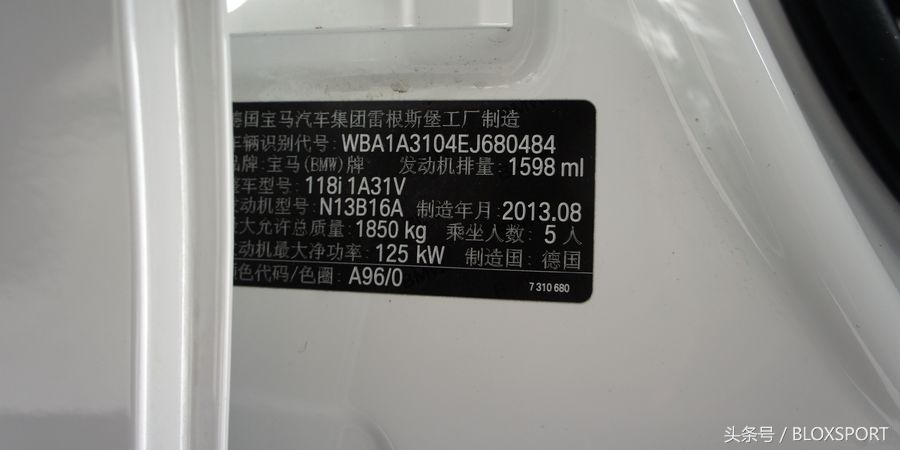 德国宝马汽车集团雷根斯堡工厂制造
车辆识别代号: WBA1A3104EJ680484
品牌: 宝马(BMW)牌 发动机排量: 1598 ml
整车型号: 118i 1A31V
发动机型号: N13B16A 制造年月: 2013.08
最大允许总质量: 1850 kg 乘坐人数: 5 人
发动机最大净功率: 125 kW 制造国: 德国
颜色代码/色圈: A96/0
7 310 680
头条号 / BLOXSPORT